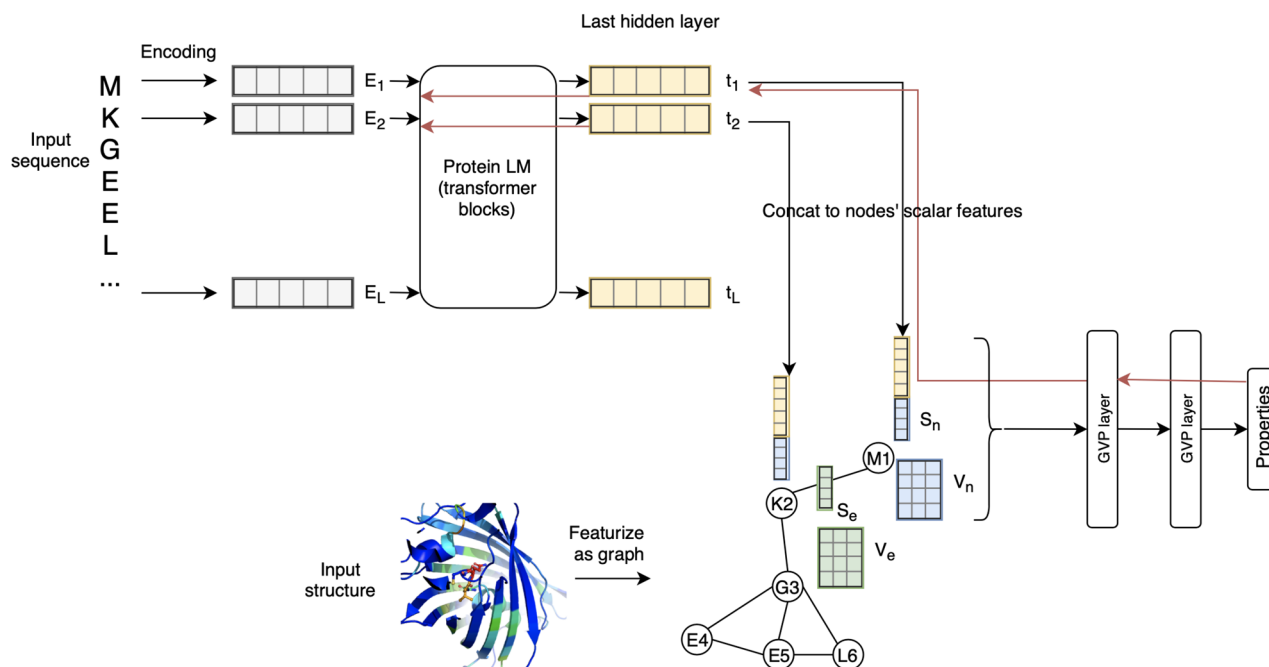 Last hidden layer
Encoding
Input
sequence
M
K
G
E
E
L
...
E1
E2
EL
Protein LM
(transformer
blocks)
t1
t2
tL
Concat to nodes' scalar features
Sn
Vn
Se
Ve
M1
K2
G3
E4
E5
L6
Input
structure
Featurize
as graph
GVP layer
GVP layer
Properties